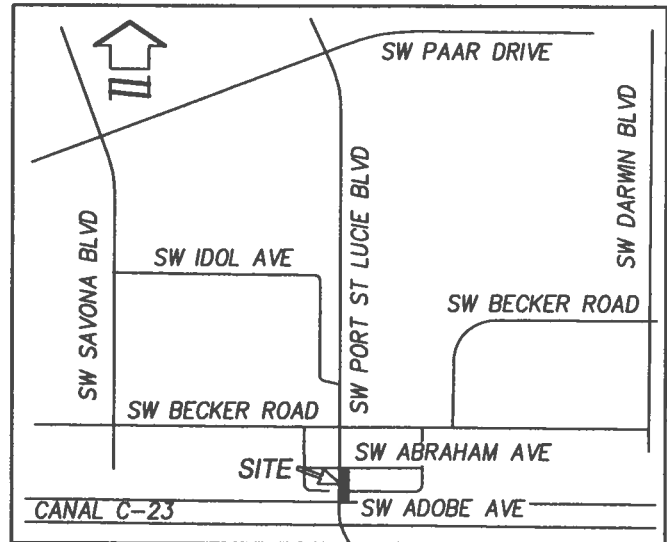 SW PAAR DRIVE
SW SAVONA BLVD
SW PORT ST LUCIE BLVD
SW DARWIN BLVD
SW IDOL AVE
SW BECKER ROAD
SW BECKER ROAD
SW ABRAHAM AVE
SITE
CANAL C-23
SW ADOBE AVE